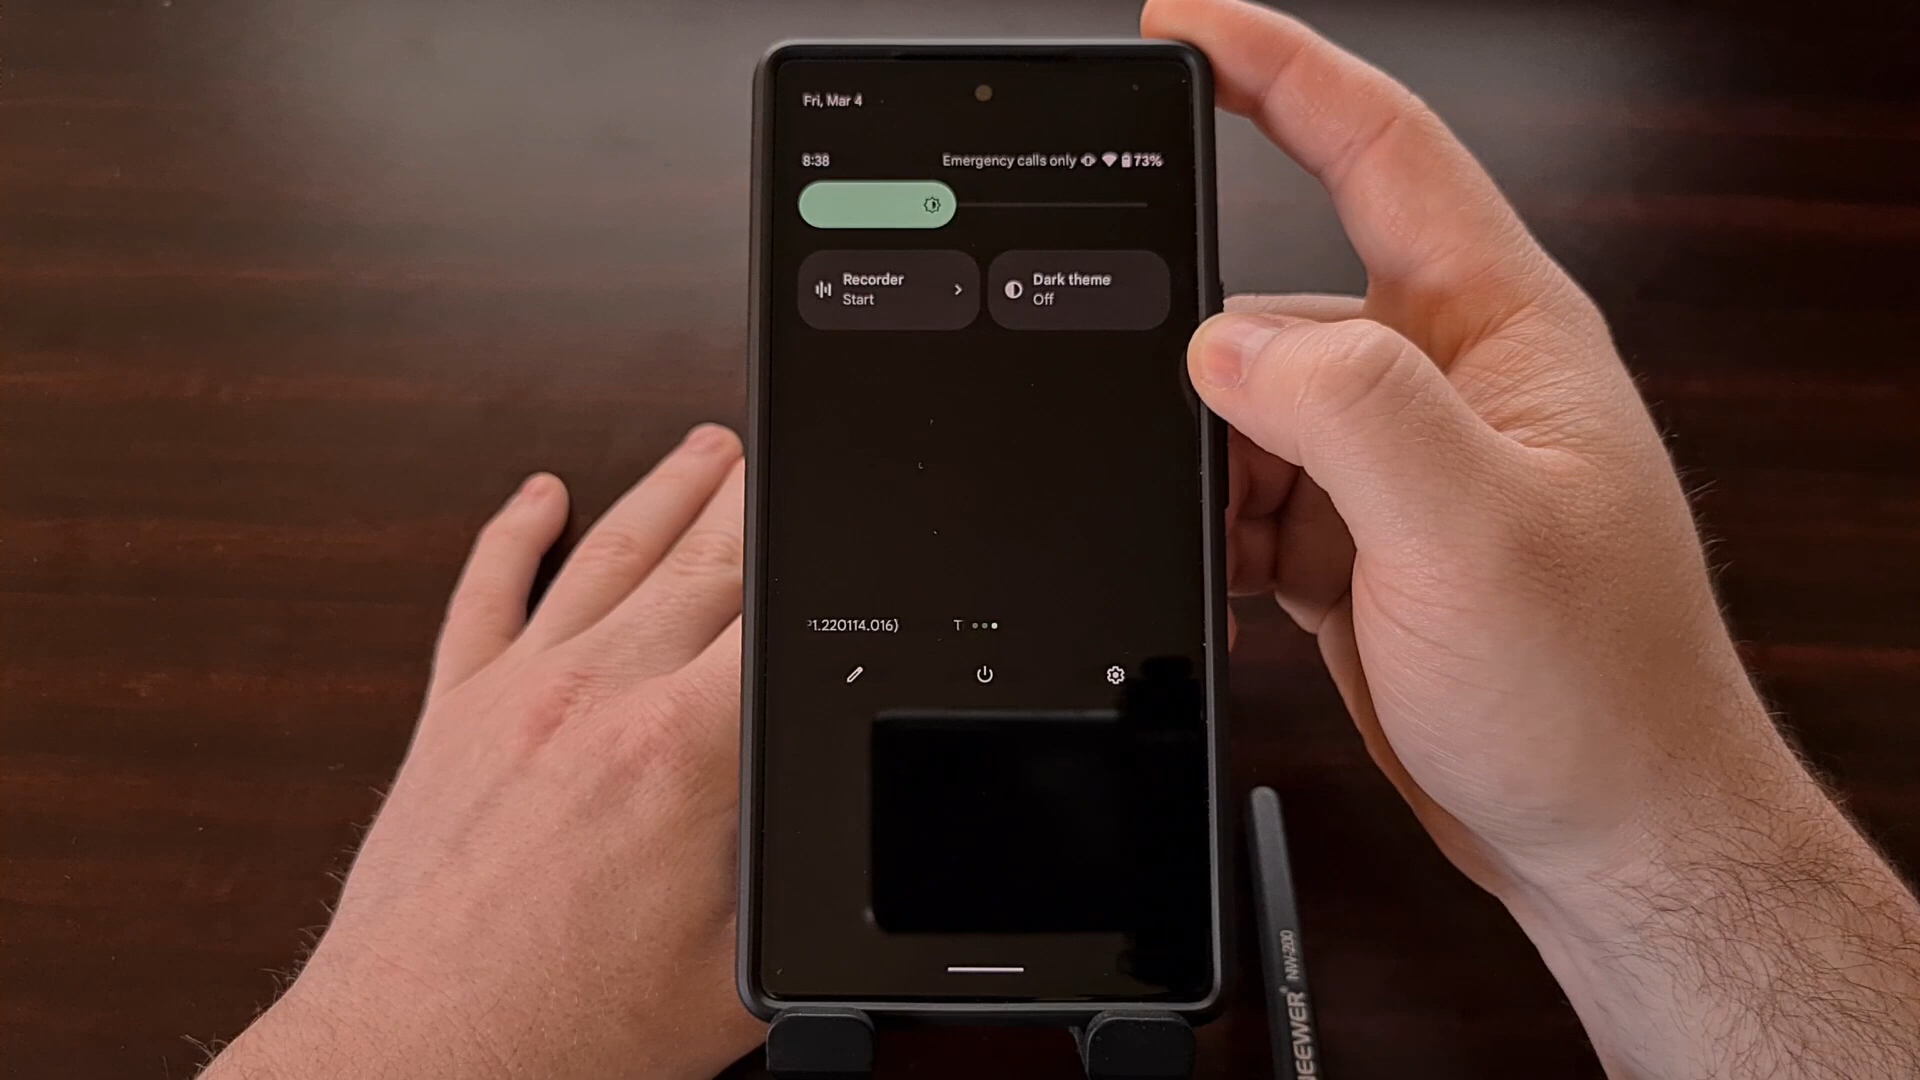 Fri, Mar 4
8:38 Emergency calls only 73%
Recorder
Start
Dark theme
Off
1.220114.016) T
NEEWER NW-200